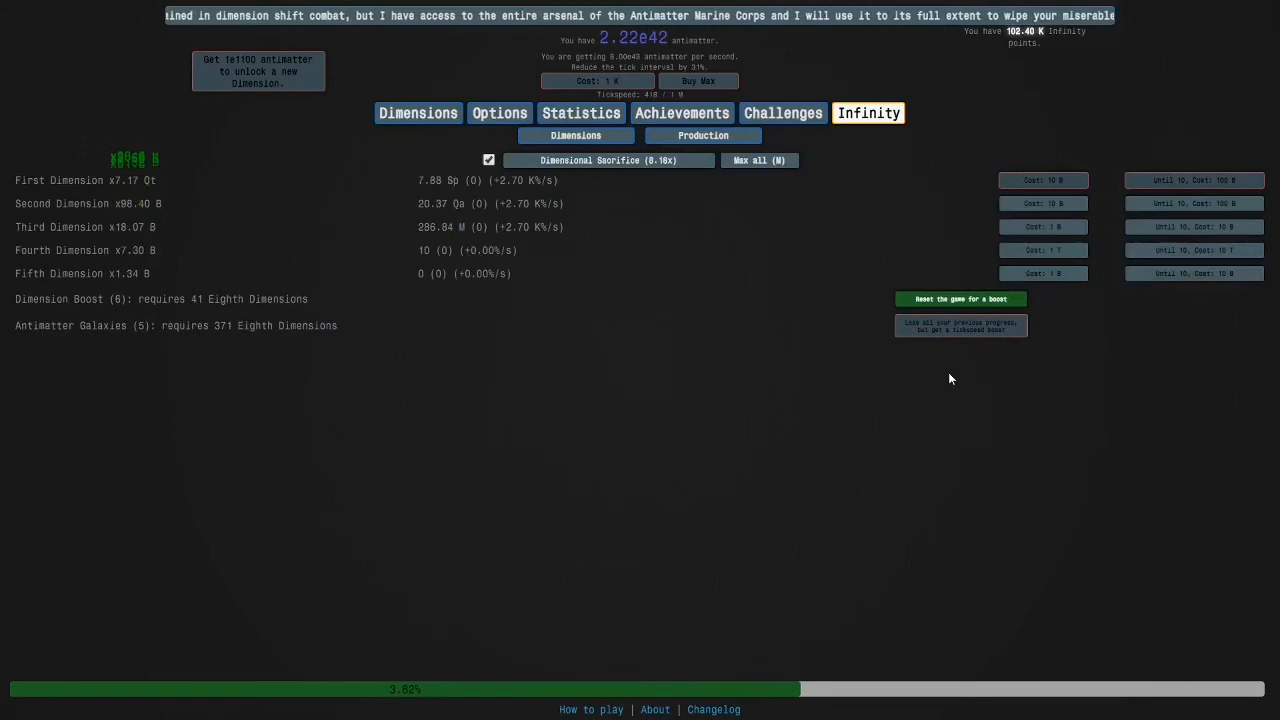 ined in dimension shift combat, but I have access to the entire arsenal of the Antimatter Marine Corps and I will use it to its full extent to wipe your miserable
You have 2.22e42 antimatter.
You have 102.40 K Infinity points.
You are getting 8.00e43 antimatter per second.
Get 1e1100 antimatter to unlock a new Dimension.
Reduce the tick interval by 31%.
Cost: 1 K
Buy Max
Tickspeed: 418 / 1 M
Dimensions
Options
Statistics
Achievements
Challenges
Infinity
Dimensions
Production
Dimensional Sacrifice (8.16x)
Max all (M)
First Dimension x7.17 Qt
7.88 Sp (0) (+2.70 K%/s)
Cost: 10 B
Until 10, Cost: 100 B
Second Dimension x98.40 B
20.37 Qa (0) (+2.70 K%/s)
Cost: 10 B
Until 10, Cost: 100 B
Third Dimension x18.07 B
286.84 M (0) (+2.70 K%/s)
Cost: 1 B
Until 10, Cost: 10 B
Fourth Dimension x7.30 B
10 (0) (+0.00%/s)
Cost: 1 T
Until 10, Cost: 10 T
Fifth Dimension x1.34 B
0 (0) (+0.00%/s)
Cost: 1 B
Until 10, Cost: 10 B
Dimension Boost (6): requires 41 Eighth Dimensions
Reset the game for a boost
Antimatter Galaxies (5): requires 371 Eighth Dimensions
Lose all your previous progress, but get a tickspeed boost
3.82%
How to play | About | Changelog